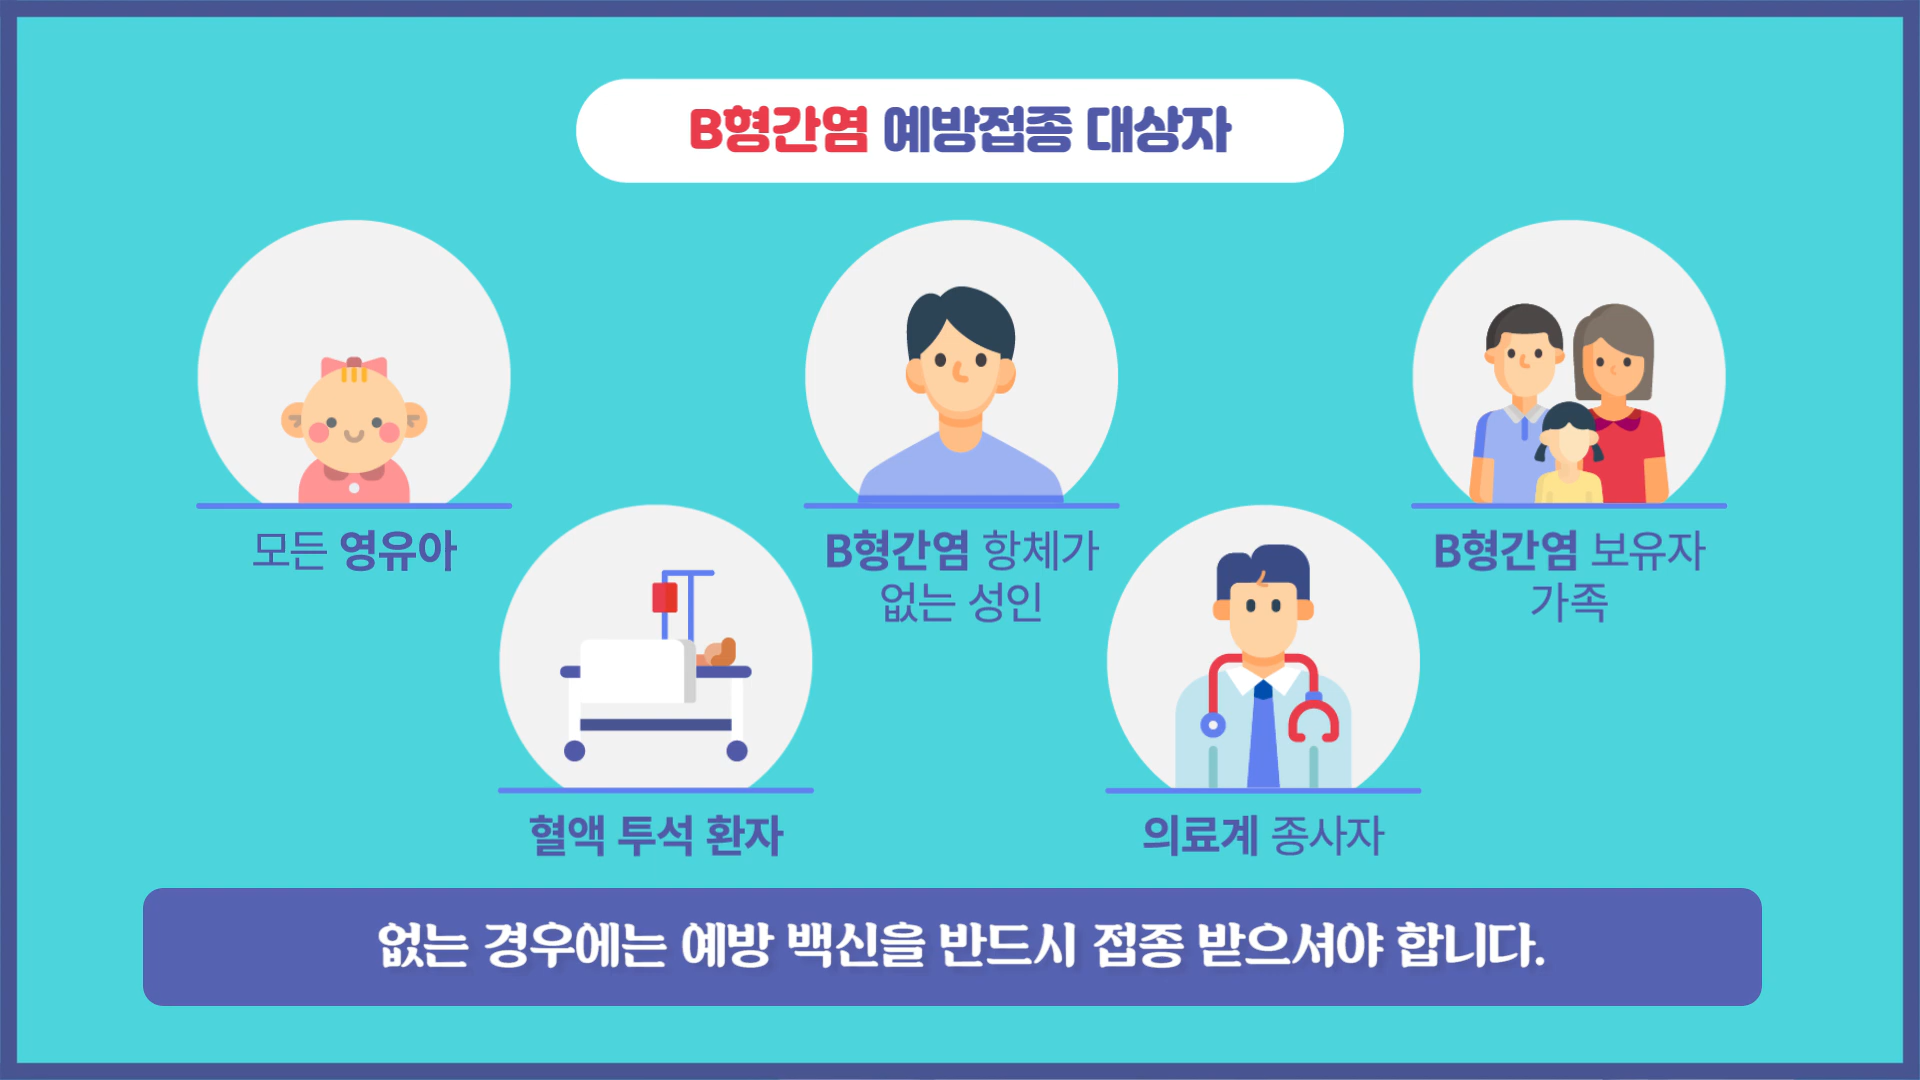 B형간염 예방접종 대상자
모든 영유아
B형간염 항체가
없는 성인
B형간염 보유자
가족
혈액 투석 환자
의료계 종사자
없는 경우에는 예방 백신을 반드시 접종 받으셔야 합니다.